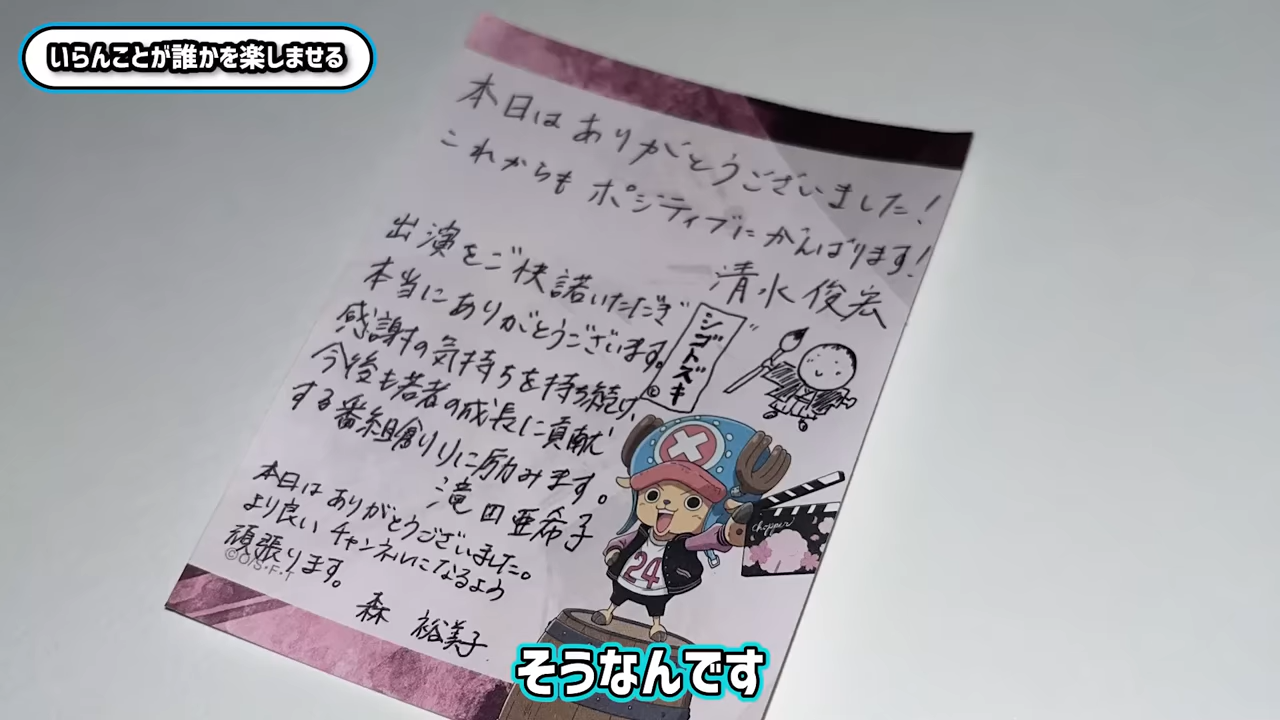 いらんことが誰かを楽しませる
本日はありがとうございました!
これからもポジティブにがんばります!
清水俊宏
出演をご快諾いただき
本当にありがとうございます。
感謝の気持ちを持ち続け、
今後も若者の成長に貢献
する番組創りに励みます。
滝田亜希子
シゴトズキ
©
本日はありがとうございました。
より良いチャンネルになるよう
頑張ります。
森 裕美子
chopper
24
©O/S・F・T
そうなんです